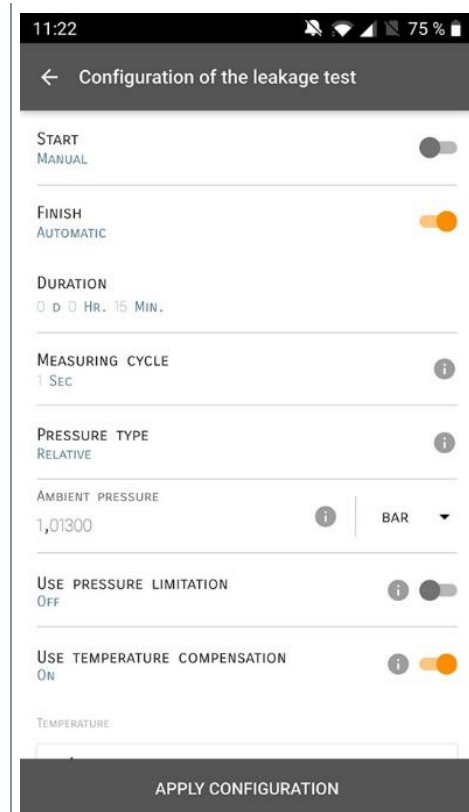 11:22 75 %
Configuration of the leakage test
START
MANUAL
FINISH
AUTOMATIC
DURATION
0 D 0 HR. 15 MIN.
MEASURING CYCLE
1 SEC
PRESSURE TYPE
RELATIVE
AMBIENT PRESSURE
1,01300 BAR
USE PRESSURE LIMITATION
OFF
USE TEMPERATURE COMPENSATION
ON
TEMPERATURE
APPLY CONFIGURATION